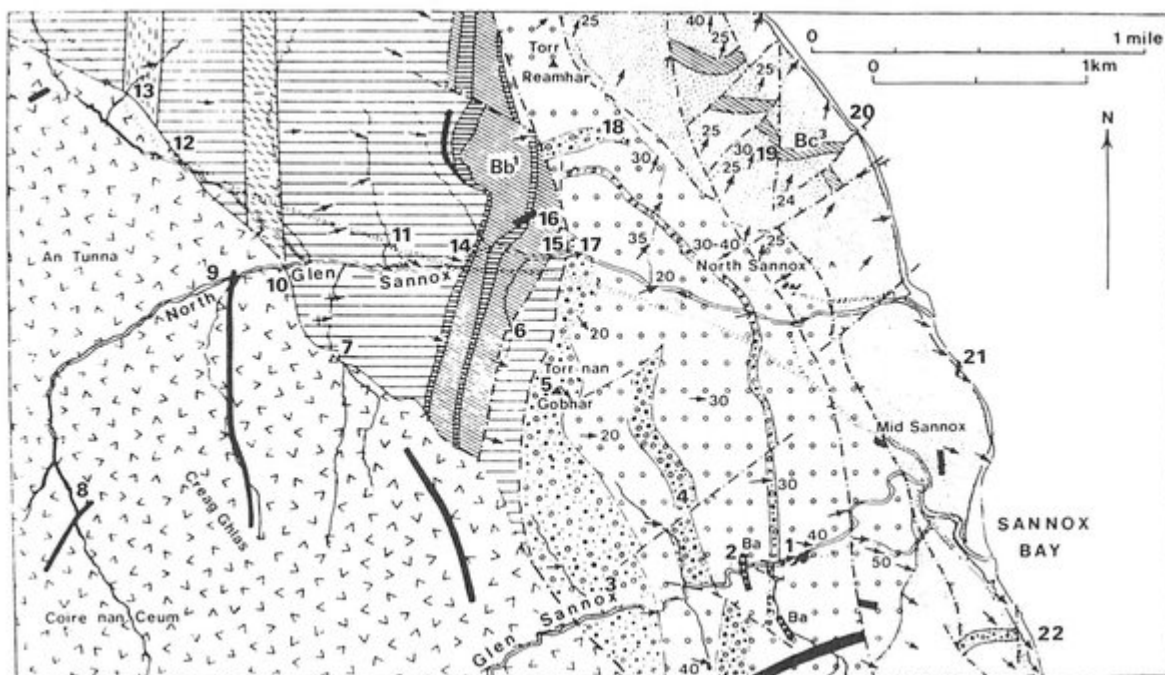 25
40
25
0
1 mile
0
1km
Torr
Reamhar
25
13
20
18
25
Bc³
30
19
25
12
Bb¹
30
25
24
N
16
11
14
15
17
35
30-40
25
An Tunna
9
10
Glen
Sannox
North Sannox
20
North
21
6
20
7
Torr nan
5
Gobhar
30
20
Mid Sannox
8
Creag Ghlas
4
30
SANNOX
BAY
Ba
2
1
40
50
3
Coire nan Ceum
Glen Sannox
Ba
22
40